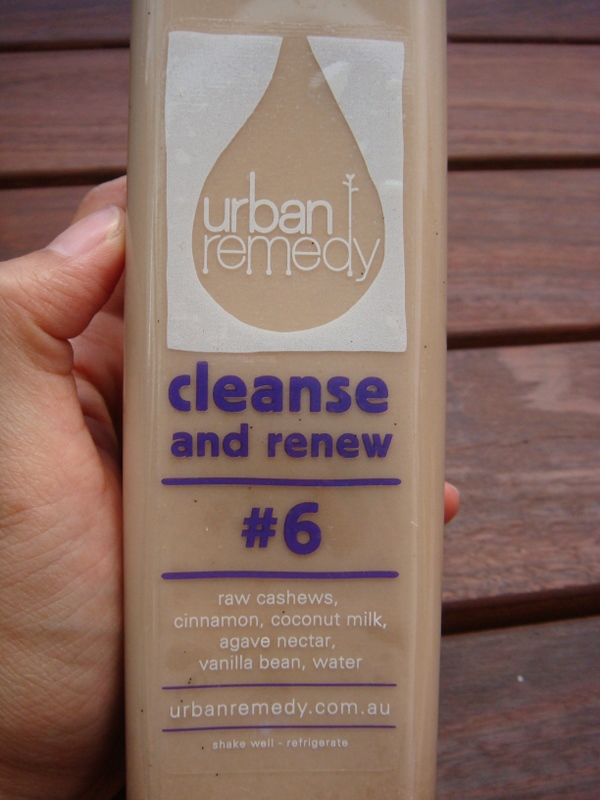 urban
remedy
cleanse
and renew
#6
raw cashews,
cinnamon, coconut milk,
agave nectar,
vanilla bean, water
urbanremedy.com.au
shake well - refrigerate